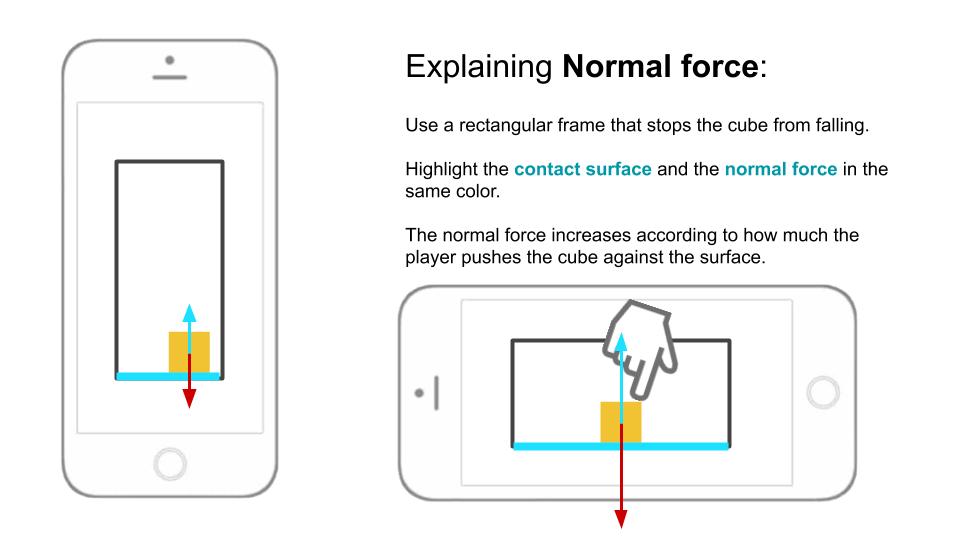 Explaining Normal force:
Use a rectangular frame that stops the cube from falling.
Highlight the contact surface and the normal force in the
same color.
The normal force increases according to how much the
player pushes the cube against the surface.